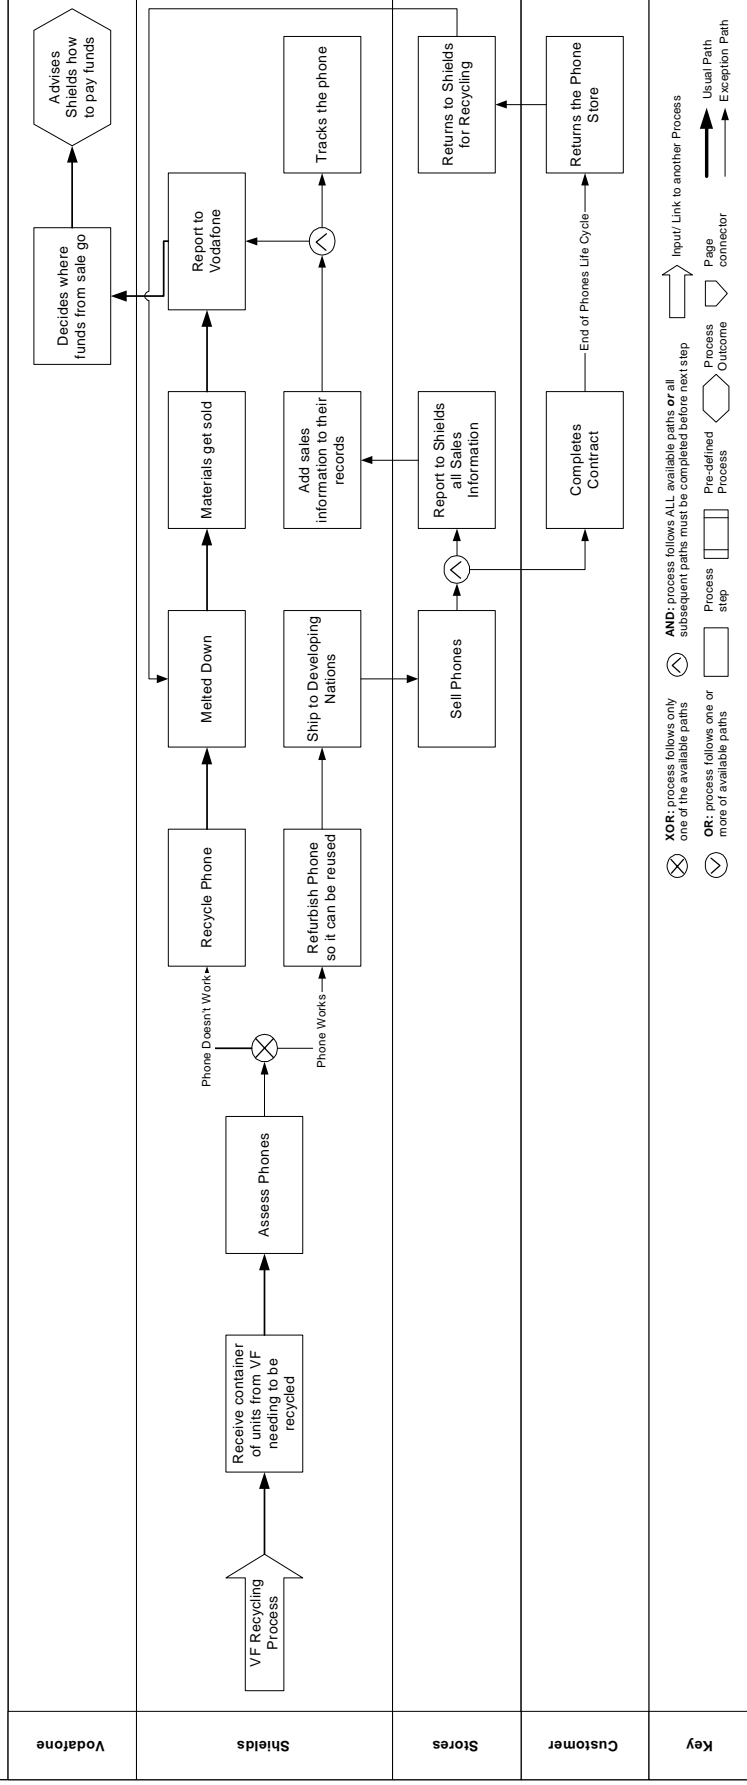 Vodafone
Decides where
funds from sale go
Advises
Shields how
to pay funds
Shields
VF Recycling
Process
Receive container
of units from VF
needing to be
recycled
Assess Phones
Phone Doesn't Work
Phone Works
Recycle Phone
Refurbish Phone
so it can be reused
Melted Down
Ship to Developing
Nations
Materials get sold
Add sales
information to their
records
Report to
Vodafone
Tracks the phone
Stores
Sell Phones
Report to Shields
all Sales
Information
Returns to Shields
for Recycling
Customer
Completes
Contract
End of Phones Life Cycle
Returns the Phone
Store
Key
XOR: process follows only
one of the available paths
OR: process follows one or
more of available paths
AND: process follows ALL available paths or all
subsequent paths must be completed before next step
Process
step
Pre-defined
Process
Process
Outcome
Input/ Link to another Process
Page
connector
Usual Path
Exception Path